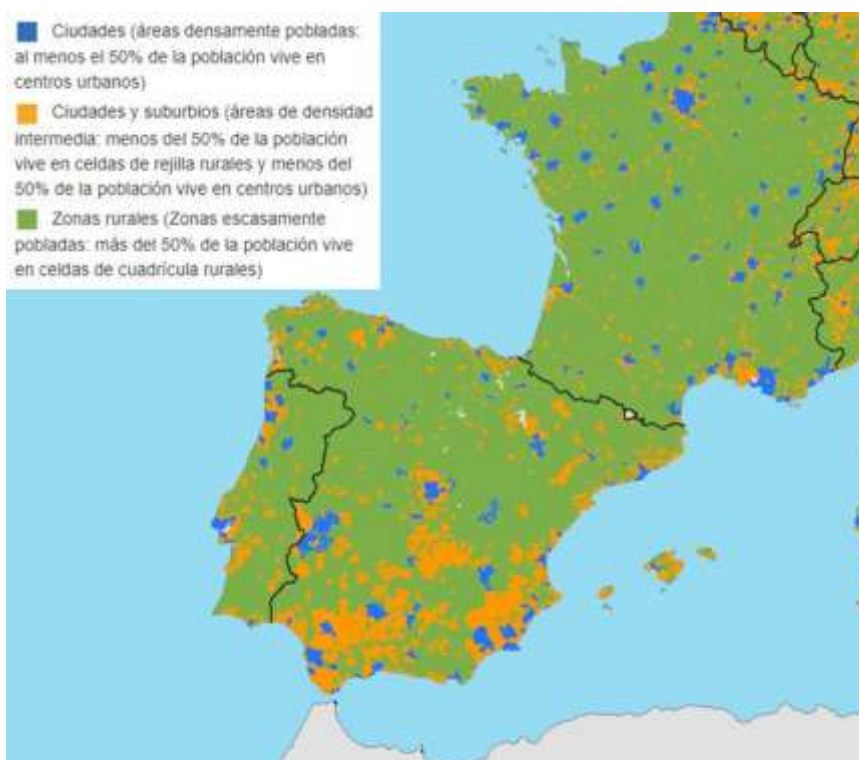 Ciudades (áreas densamente pobladas:
al menos el 50% de la población vive en
centros urbanos)
Ciudades y suburbios (áreas de densidad
intermedia: menos del 50% de la población
vive en celdas de rejilla rurales y menos del
50% de la población vive en centros urbanos)
Zonas rurales (Zonas escasamente
pobladas: más del 50% de la población vive
en celdas de cuadrícula rurales)